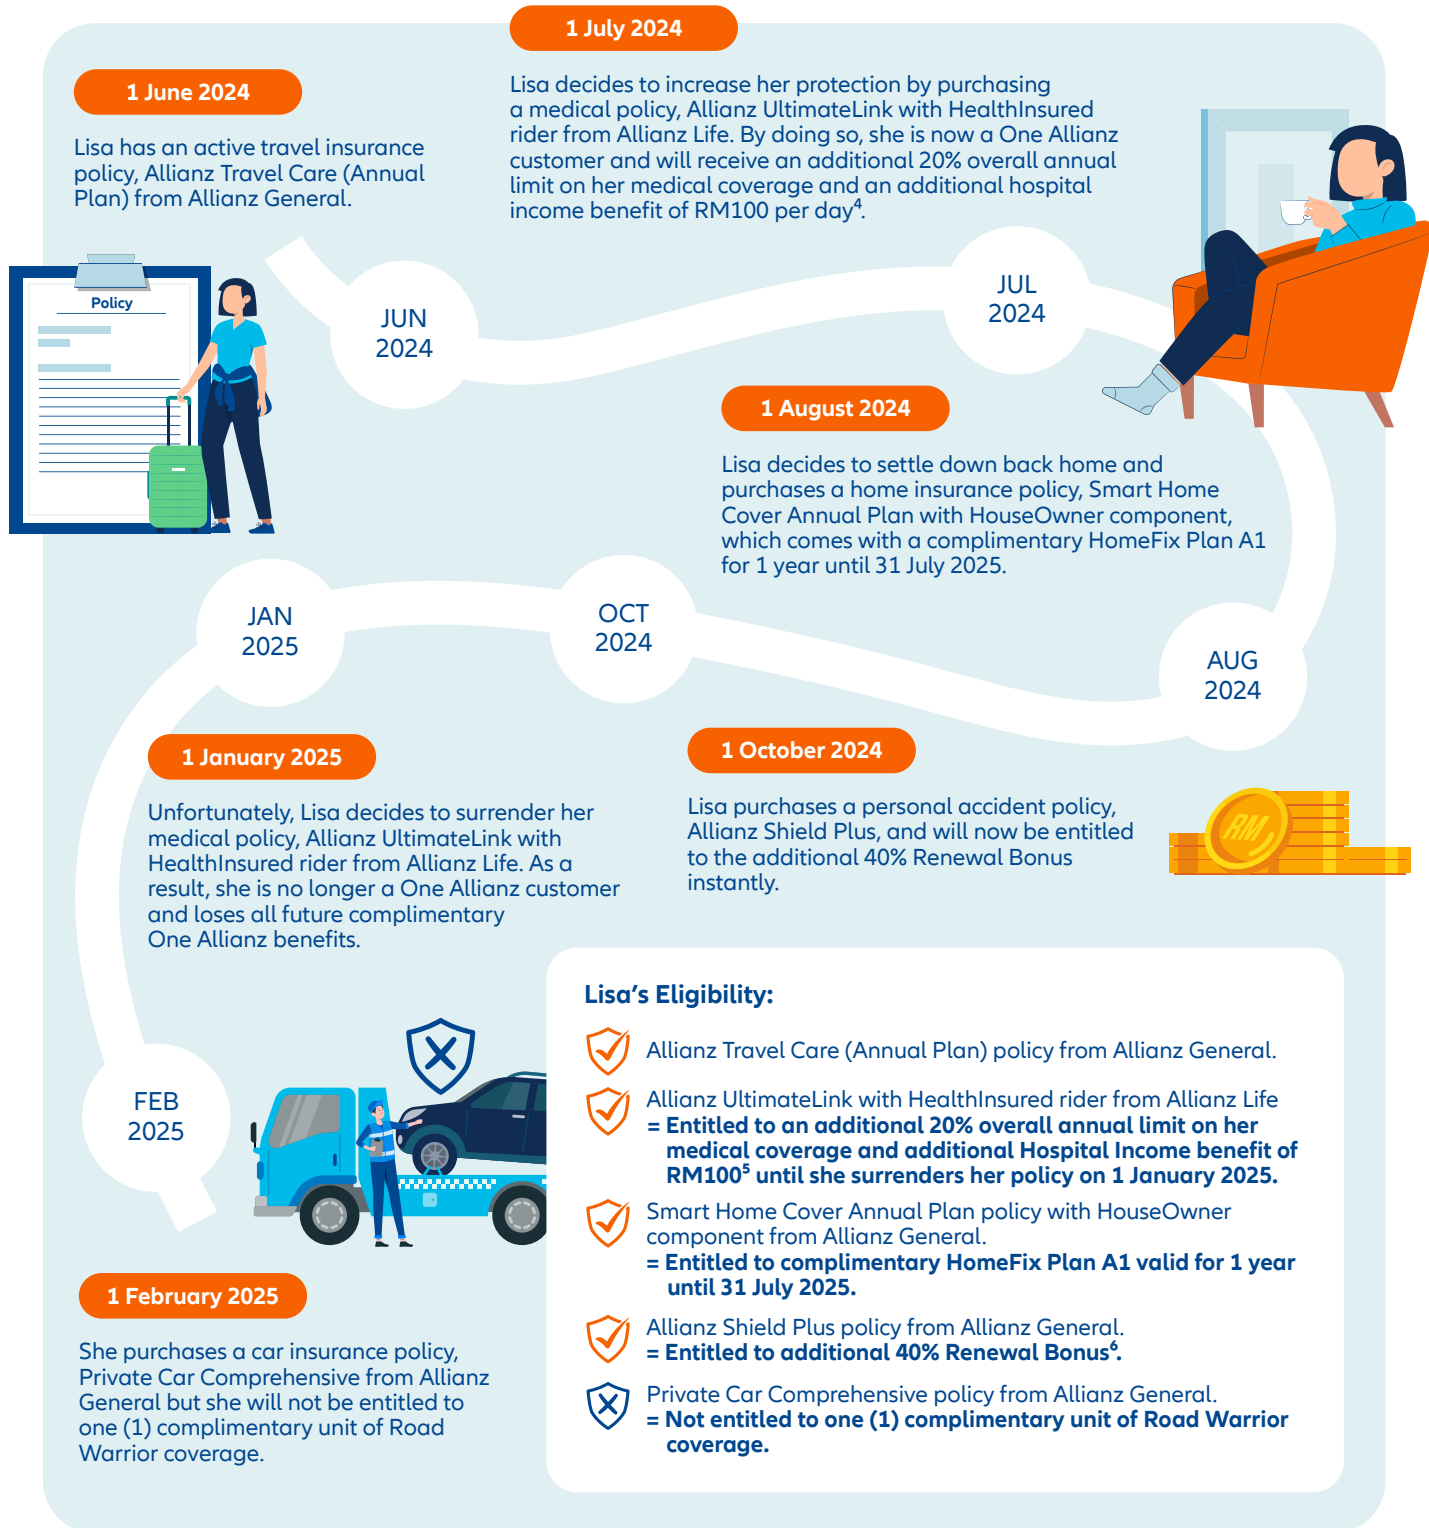 1 June 2024
Lisa has an active travel insurance
policy, Allianz Travel Care (Annual
Plan) from Allianz General.
1 July 2024
Lisa decides to increase her protection by purchasing
a medical policy, Allianz UltimateLink with HealthInsured
rider from Allianz Life. By doing so, she is now a One Allianz
customer and will receive an additional 20% overall annual
limit on her medical coverage and an additional hospital
income benefit of RM100 per day⁴.
Policy
JUN
2024
JUL
2024
1 August 2024
Lisa decides to settle down back home and
purchases a home insurance policy, Smart Home
Cover Annual Plan with HouseOwner component,
which comes with a complimentary HomeFix Plan A1
for 1 year until 31 July 2025.
AUG
2024
OCT
2024
JAN
2025
1 October 2024
Lisa purchases a personal accident policy,
Allianz Shield Plus, and will now be entitled
to the additional 40% Renewal Bonus
instantly.
RM
1 January 2025
Unfortunately, Lisa decides to surrender her
medical policy, Allianz UltimateLink with
HealthInsured rider from Allianz Life. As a
result, she is no longer a One Allianz customer
and loses all future complimentary
One Allianz benefits.
FEB
2025
1 February 2025
She purchases a car insurance policy,
Private Car Comprehensive from Allianz
General but she will not be entitled to
one (1) complimentary unit of Road
Warrior coverage.
Lisa's Eligibility:
Allianz Travel Care (Annual Plan) policy from Allianz General.
Allianz UltimateLink with HealthInsured rider from Allianz Life
= Entitled to an additional 20% overall annual limit on her
medical coverage and additional Hospital Income benefit of
RM100⁵ until she surrenders her policy on 1 January 2025.
Smart Home Cover Annual Plan policy with HouseOwner
component from Allianz General.
= Entitled to complimentary HomeFix Plan A1 valid for 1 year
until 31 July 2025.
Allianz Shield Plus policy from Allianz General.
= Entitled to additional 40% Renewal Bonus⁶.
Private Car Comprehensive policy from Allianz General.
= Not entitled to one (1) complimentary unit of Road Warrior
coverage.